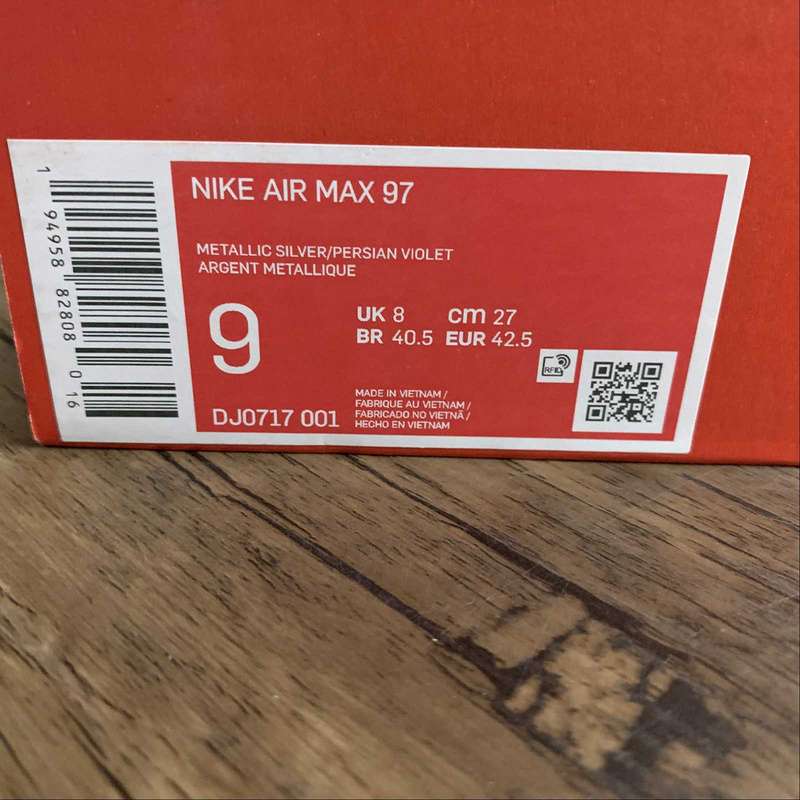 1 94958 82808 0 16
NIKE AIR MAX 97
METALLIC SILVER/PERSIAN VIOLET
ARGENT METALLIQUE
9
UK 8 cm 27
BR 40.5 EUR 42.5
RFID
DJ0717 001
MADE IN VIETNAM /
FABRIQUE AU VIETNAM /
FABRICADO NO VIETNÃ /
HECHO EN VIETNAM